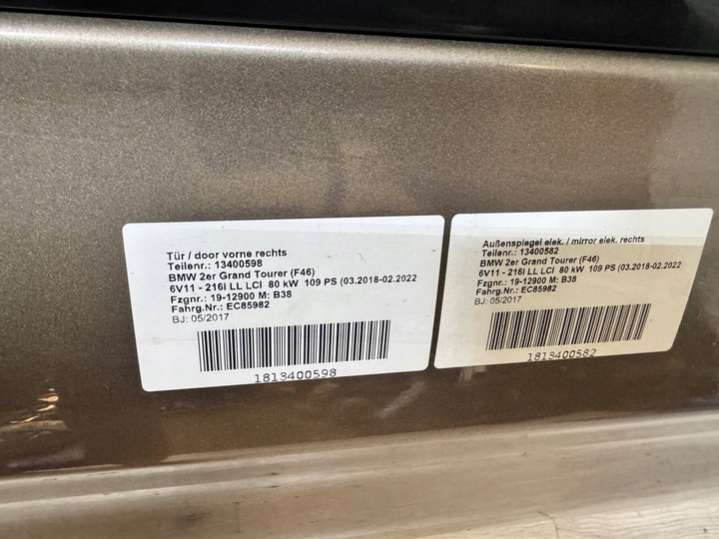 Tür / door vorne rechts
Teilenr.: 13400598
BMW 2er Grand Tourer (F46)
6V11 - 216i LL LCI  80 kW  109 PS (03.2018-02.2022
Fzgnr.: 19-12900 M: B38
Fahrg.Nr.: EC85982
BJ: 05/2017
1813400598
Außenspiegel elek. / mirror elek. rechts
Teilenr.: 13400582
BMW 2er Grand Tourer (F46)
6V11 - 216i LL LCI  80 kW  109 PS (03.2018-02.2022
Fzgnr.: 19-12900 M: B38
Fahrg.Nr.: EC85982
BJ: 05/2017
1813400582